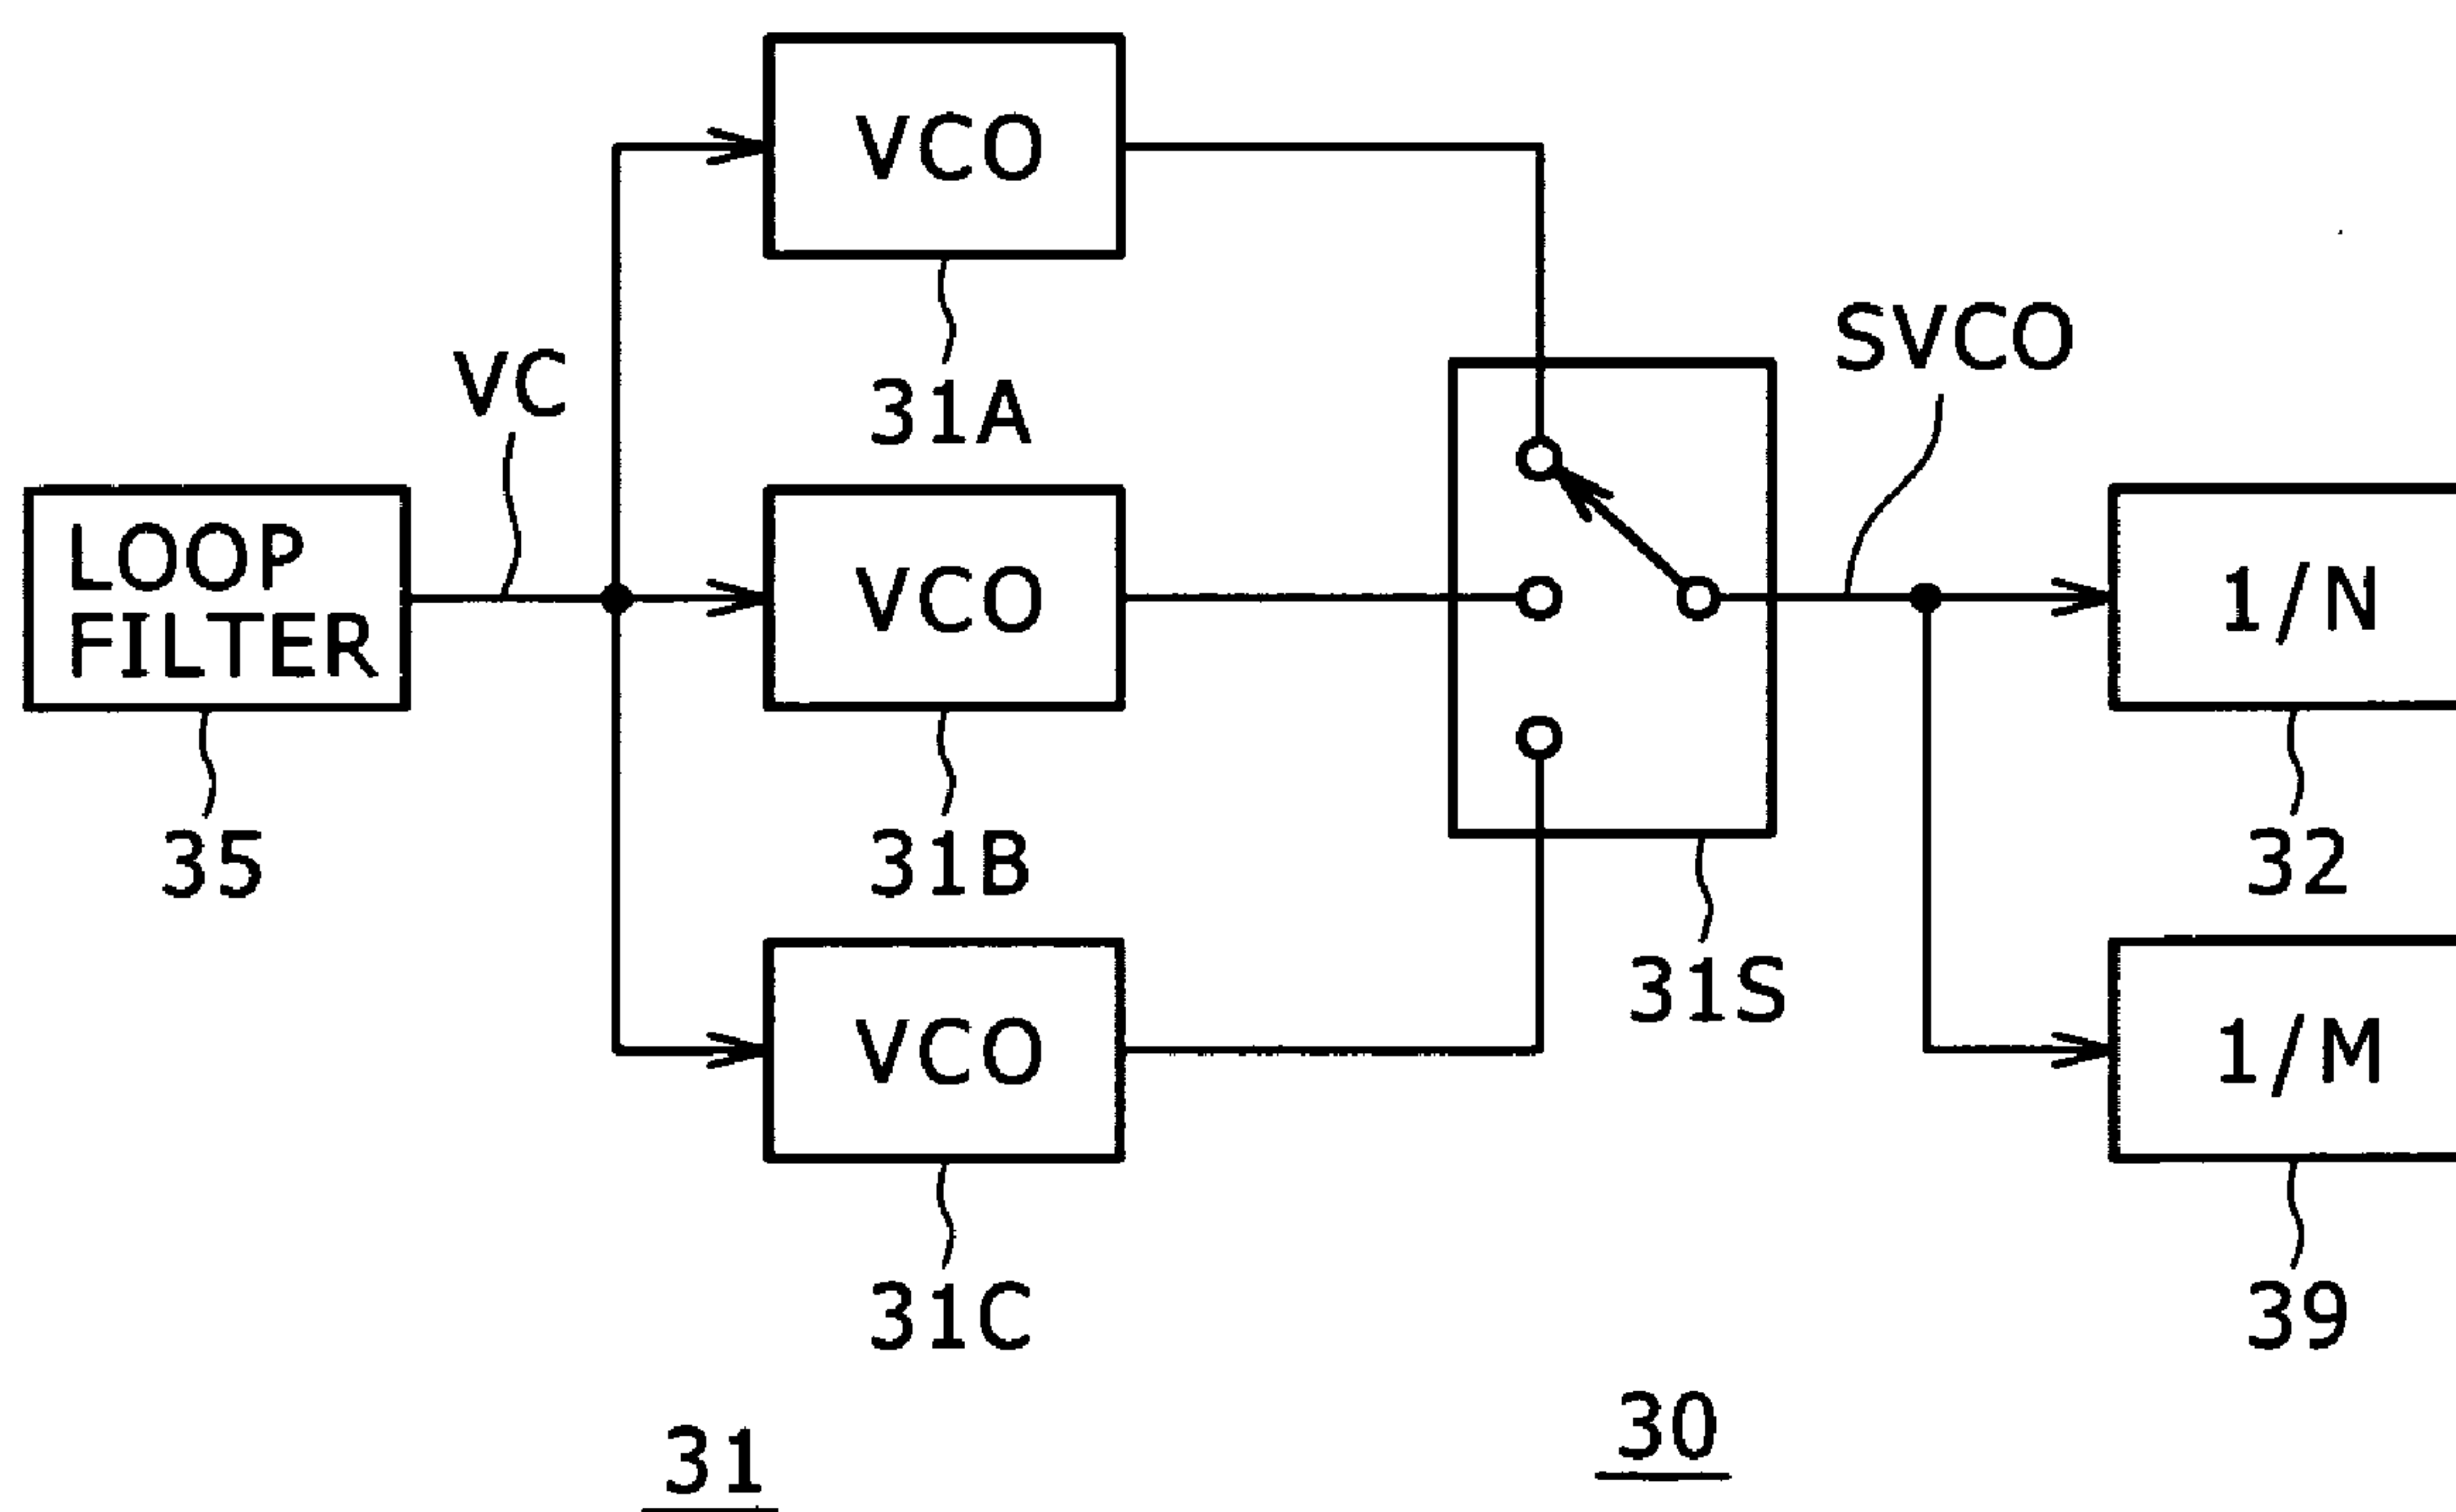 VCO
31A
VC
SVCO
LOOP
FILTER
35
VCO
31B
1/N
32
31S
VCO
31C
1/M
39
30
31